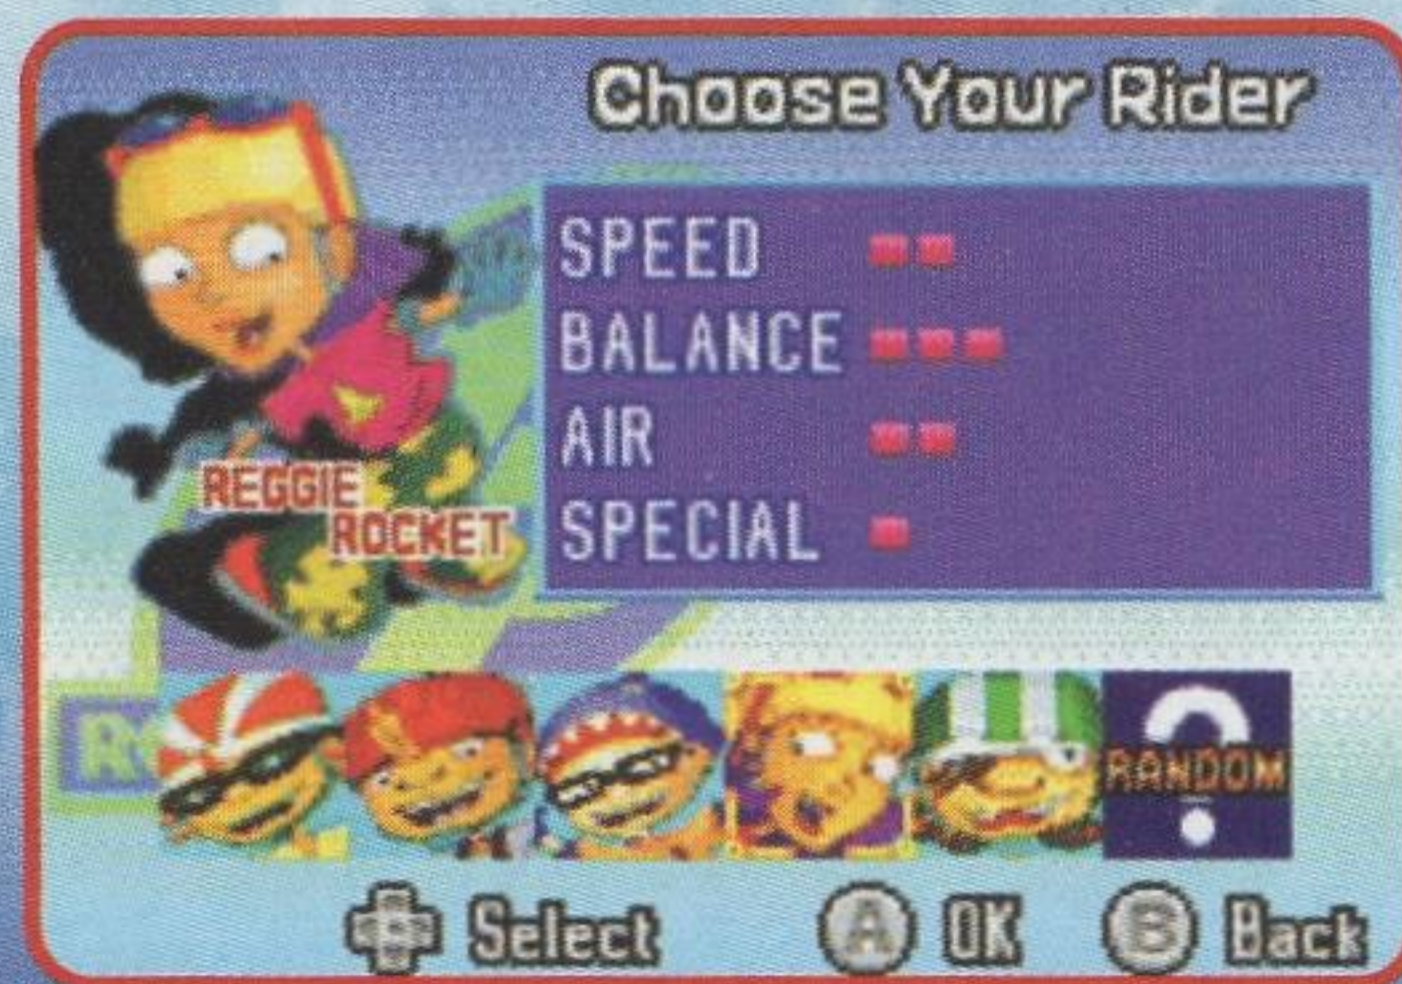 Choose Your Rider
SPEED
BALANCE
AIR
SPECIAL
REGGIE
ROCKET
RANDOM
Select
A OK
B Back